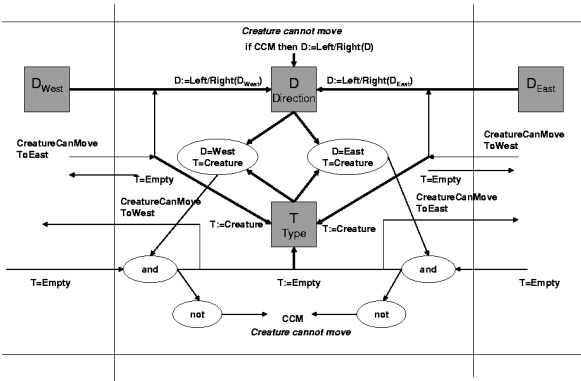 Creature cannot move
if CCM then D:=Left/Right(D)
D West
D:=Left/Right(DWest)
D
Direction
D:=Left/Right(DEast)
D East
CreatureCanMove
ToEast
D=West
T=Creature
D=East
T=Creature
CreatureCanMove
ToWest
T=Empty
T=Empty
CreatureCanMove
ToWest
CreatureCanMove
ToEast
T:=Creature
T
Type
T:=Creature
and
and
T=Empty
T:=Empty
T=Empty
not
CCM
not
Creature cannot move